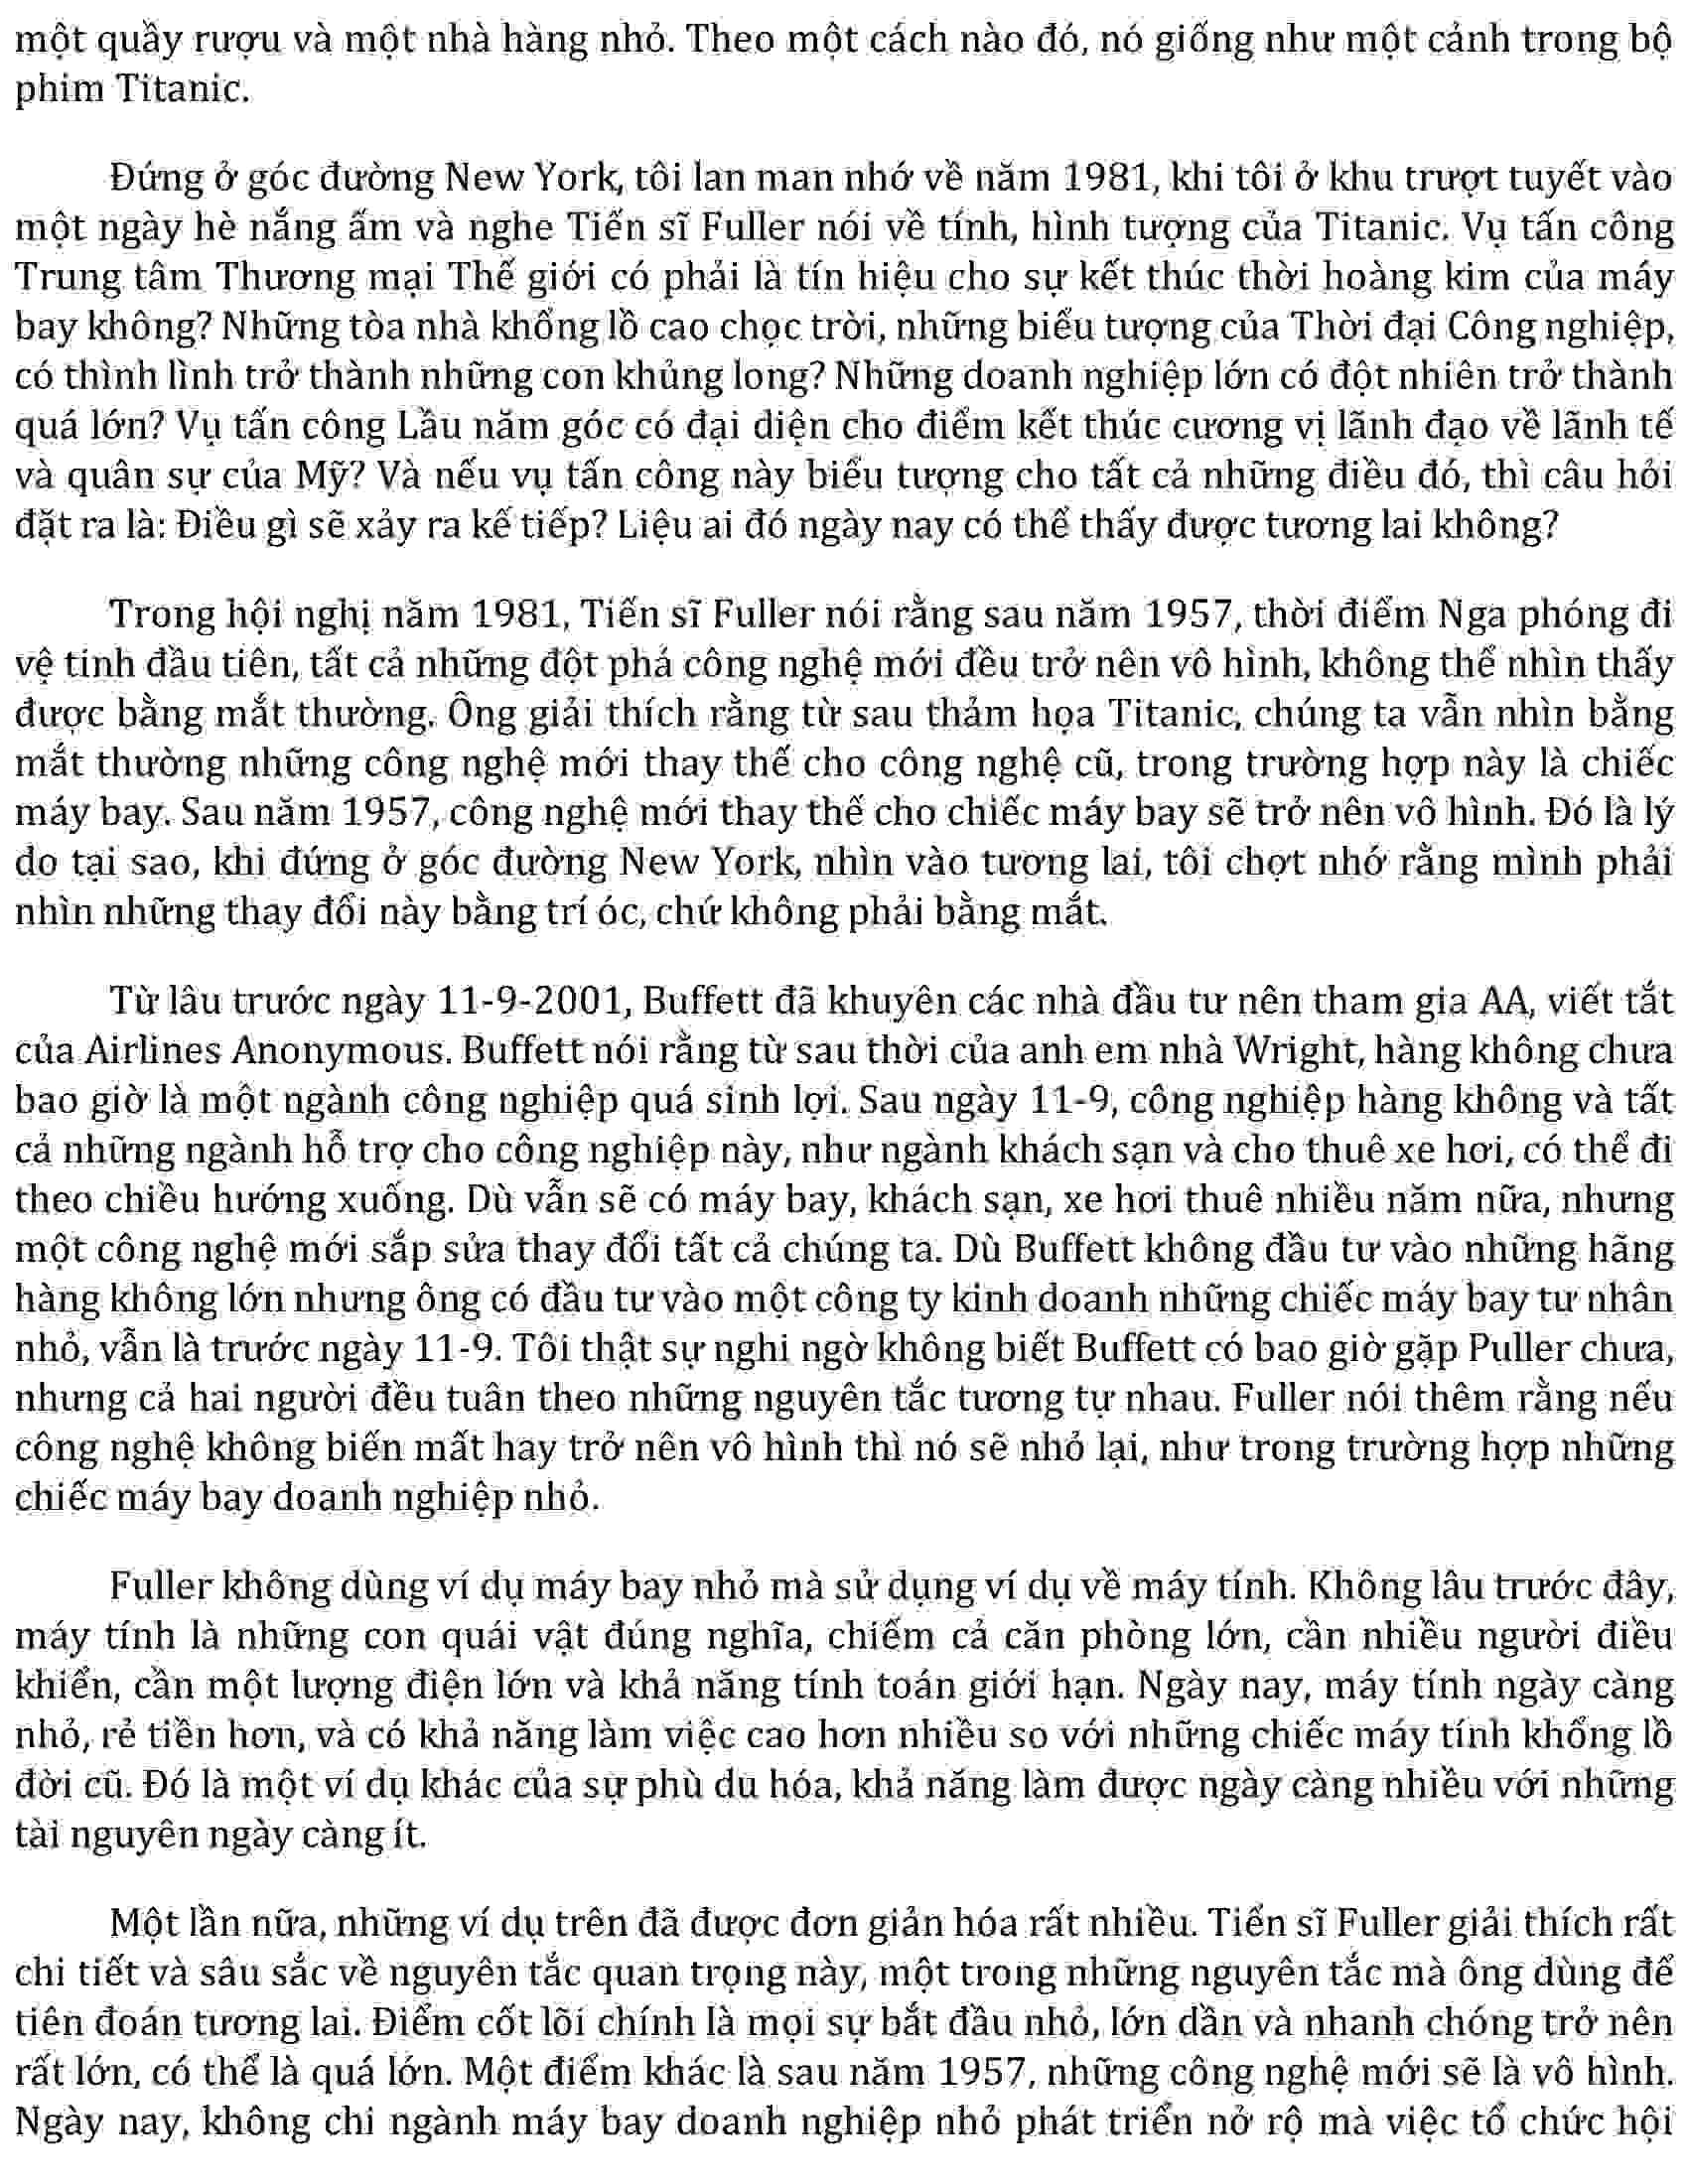 một quầy rượu và một nhà hàng nhỏ. Theo một cách nào đó, nó giống như một cảnh trong bộ
phim Titanic.
Đứng ở góc đường New York, tôi lan man nhớ về năm 1981, khi tôi ở khu trượt tuyết vào
một ngày hè nắng ấm và nghe Tiến sĩ Fuller nói về tính, hình tượng của Titanic. Vụ tấn công
Trung tâm Thương mại Thế giới có phải là tín hiệu cho sự kết thúc thời hoàng kim của máy
bay không? Những tòa nhà khổng lồ cao chọc trời, những biểu tượng của Thời đại Công nghiệp,
có thình lình trở thành những con khủng long? Những doanh nghiệp lớn có đột nhiên trở thành
quá lớn? Vụ tấn công Lầu năm góc có đại diện cho điểm kết thúc cương vị lãnh đạo về lãnh tế
và quân sự của Mỹ? Và nếu vụ tấn công này biểu tượng cho tất cả những điều đó, thì câu hỏi
đặt ra là: Điều gì sẽ xảy ra kế tiếp? Liệu ai đó ngày nay có thể thấy được tương lai không?
Trong hội nghị năm 1981, Tiến sĩ Fuller nói rằng sau năm 1957, thời điểm Nga phóng đi
vệ tinh đầu tiên, tất cả những đột phá công nghệ mới đều trở nên vô hình, không thể nhìn thấy
được bằng mắt thường. Ông giải thích rằng từ sau thảm họa Titanic, chúng ta vẫn nhìn bằng
mắt thường những công nghệ mới thay thế cho công nghệ cũ, trong trường hợp này là chiếc
máy bay. Sau năm 1957, công nghệ mới thay thế cho chiếc máy bay sẽ trở nên vô hình. Đó là lý
do tại sao, khi đứng ở góc đường New York, nhìn vào tương lai, tôi chợt nhớ rằng mình phải
nhìn những thay đổi này bằng trí óc, chứ không phải bằng mắt.
Từ lâu trước ngày 11-9-2001, Buffett đã khuyên các nhà đầu tư nên tham gia AA, viết tắt
của Airlines Anonymous. Buffett nói rằng từ sau thời của anh em nhà Wright, hàng không chưa
bao giờ là một ngành công nghiệp quá sinh lợi. Sau ngày 11-9, công nghiệp hàng không và tất
cả những ngành hỗ trợ cho công nghiệp này, như ngành khách sạn và cho thuê xe hơi, có thể đi
theo chiều hướng xuống. Dù vẫn sẽ có máy bay, khách sạn, xe hơi thuê nhiều năm nữa, nhưng
một công nghệ mới sắp sửa thay đổi tất cả chúng ta. Dù Buffett không đầu tư vào những hãng
hàng không lớn nhưng ông có đầu tư vào một công ty kinh doanh những chiếc máy bay tư nhân
nhỏ, vẫn là trước ngày 11-9. Tôi thật sự nghi ngờ không biết Buffett có bao giờ gặp Puller chưa,
nhưng cả hai người đều tuân theo những nguyên tắc tương tự nhau. Fuller nói thêm rằng nếu
công nghệ không biến mất hay trở nên vô hình thì nó sẽ nhỏ lại, như trong trường hợp những
chiếc máy bay doanh nghiệp nhỏ.
Fuller không dùng ví dụ máy bay nhỏ mà sử dụng ví dụ về máy tính. Không lâu trước đây,
máy tính là những con quái vật đúng nghĩa, chiếm cả căn phòng lớn, cần nhiều người điều
khiển, cần một lượng điện lớn và khả năng tính toán giới hạn. Ngày nay, máy tính ngày càng
nhỏ, rẻ tiền hơn, và có khả năng làm việc cao hơn nhiều so với những chiếc máy tính khổng lồ
đời cũ. Đó là một ví dụ khác của sự phù du hóa, khả năng làm được ngày càng nhiều với những
tài nguyên ngày càng ít.
Một lần nữa, những ví dụ trên đã được đơn giản hóa rất nhiều. Tiến sĩ Fuller giải thích rất
chi tiết và sâu sắc về nguyên tắc quan trọng này, một trong những nguyên tắc mà ông dùng để
tiên đoán tương lai. Điểm cốt lõi chính là mọi sự bắt đầu nhỏ, lớn dần và nhanh chóng trở nên
rất lớn, có thể là quá lớn. Một điểm khác là sau năm 1957, những công nghệ mới sẽ là vô hình.
Ngày nay, không chi ngành máy bay doanh nghiệp nhỏ phát triển nở rộ mà việc tổ chức hội